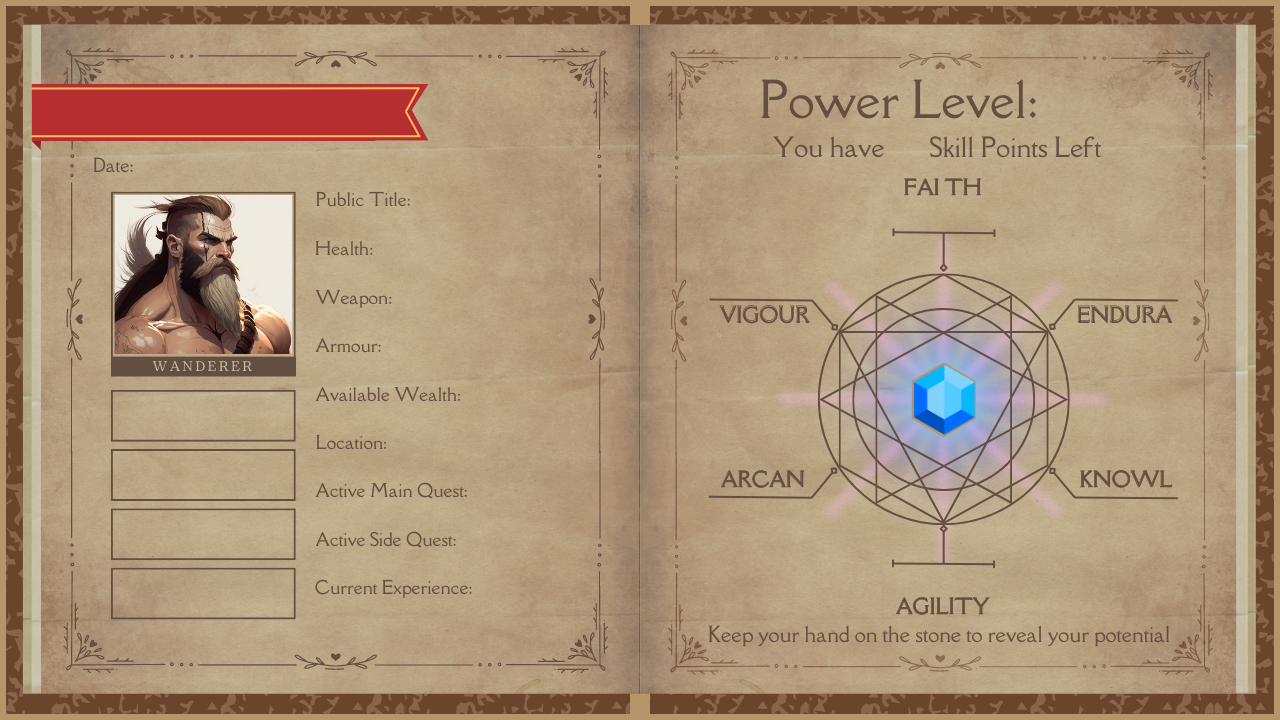 Date:
WANDERER
Public Title:
Health:
Weapon:
Armour:
Available Wealth:
Location:
Active Main Quest:
Active Side Quest:
Current Experience:
Power Level:
You have Skill Points Left
FAI TH
VIGOUR
ENDURA
ARCAN
KNOWL
AGILITY
Keep your hand on the stone to reveal your potential